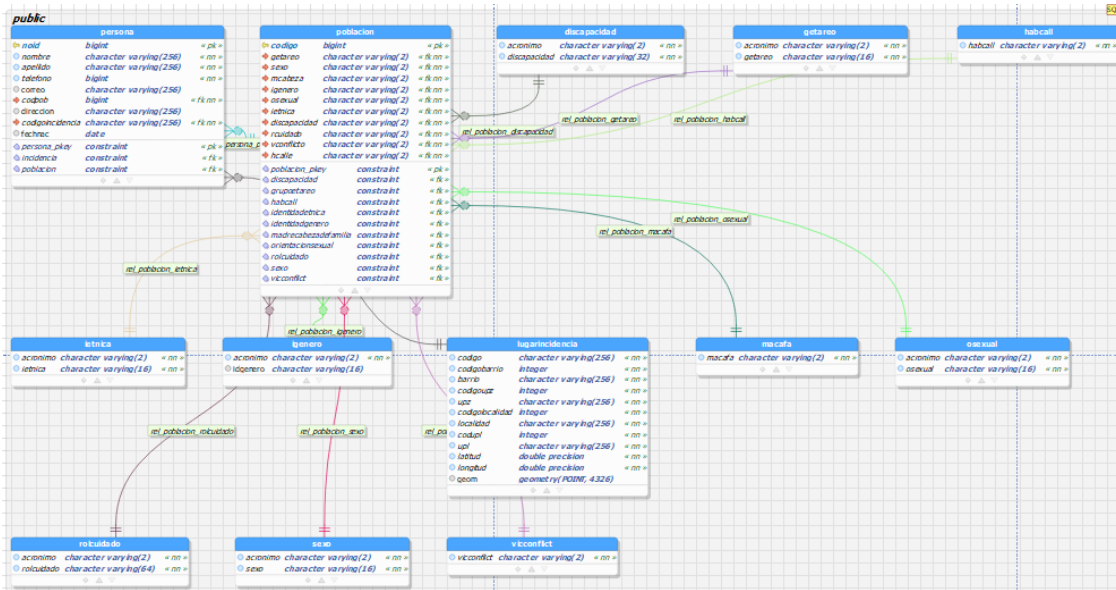 public
persona
noid bigint « pk »
nombre character varying(256) « nn »
apellido character varying(256) « nn »
telefono bigint « nn »
correo character varying(256)
codpob bigint « fk nn »
direccion character varying(256)
codigoincidencia character varying(256) « fk nn »
fechrec date
persona_pkey constraint « pk »
incidencia constraint « fk »
poblacion constraint « fk »
poblacion
codigo bigint « pk »
getareo character varying(2) « fk nn »
sexo character varying(2) « fk nn »
mcabeza character varying(2) « fk nn »
igenero character varying(2) « fk nn »
osexual character varying(2) « fk nn »
ietnica character varying(2) « fk nn »
discapacidad character varying(2) « fk nn »
rcuidado character varying(2) « fk nn »
vconflicto character varying(2) « fk nn »
hcalle character varying(2) « fk nn »
poblacion_pkey constraint « pk »
discapacidad constraint « fk »
grupoetareo constraint « fk »
habcall constraint « fk »
identidadetnica constraint « fk »
identidadgenero constraint « fk »
madrecabezadefamilia constraint « fk »
orientacionsexual constraint « fk »
rolcuidado constraint « fk »
sexo constraint « fk »
vicconflict constraint « fk »
discapacidad
acronimo character varying(2) « nn »
discapacidad character varying(32) « nn »
getareo
acronimo character varying(2) « nn »
getareo character varying(16) « nn »
habcall
habcall character varying(2) « nn »
persona_p
rel_poblacion_discapacidad
rel_poblacion_getareo
rel_poblacion_habcall
rel_poblacion_osexual
rel_poblacion_macafa
rel_poblacion_ietnica
rel_poblacion_igenero
ietnica
acronimo character varying(2) « nn »
ietnica character varying(16) « nn »
igenero
acronimo character varying(2) « nn »
idgenero character varying(16)
lugarincidencia
codigo character varying(256) « nn »
codigobarrio integer « nn »
barrio character varying(256) « nn »
codigoupz integer « nn »
upz character varying(256) « nn »
codigolocalidad integer « nn »
localidad character varying(256) « nn »
codupl integer « nn »
upl character varying(256) « nn »
latitud double precision « nn »
longitud double precision « nn »
geom geometry(POINT, 4326)
macafa
macafa character varying(2) « nn »
osexual
acronimo character varying(2) « nn »
osexual character varying(16) « nn »
rel_poblacion_rolcuidado
rel_poblacion_sexo
rel_po
rolcuidado
acronimo character varying(2) « nn »
rolcuidado character varying(64) « nn »
sexo
acronimo character varying(2) « nn »
sexo character varying(16) « nn »
vicconflict
vicconflict character varying(2) « nn »